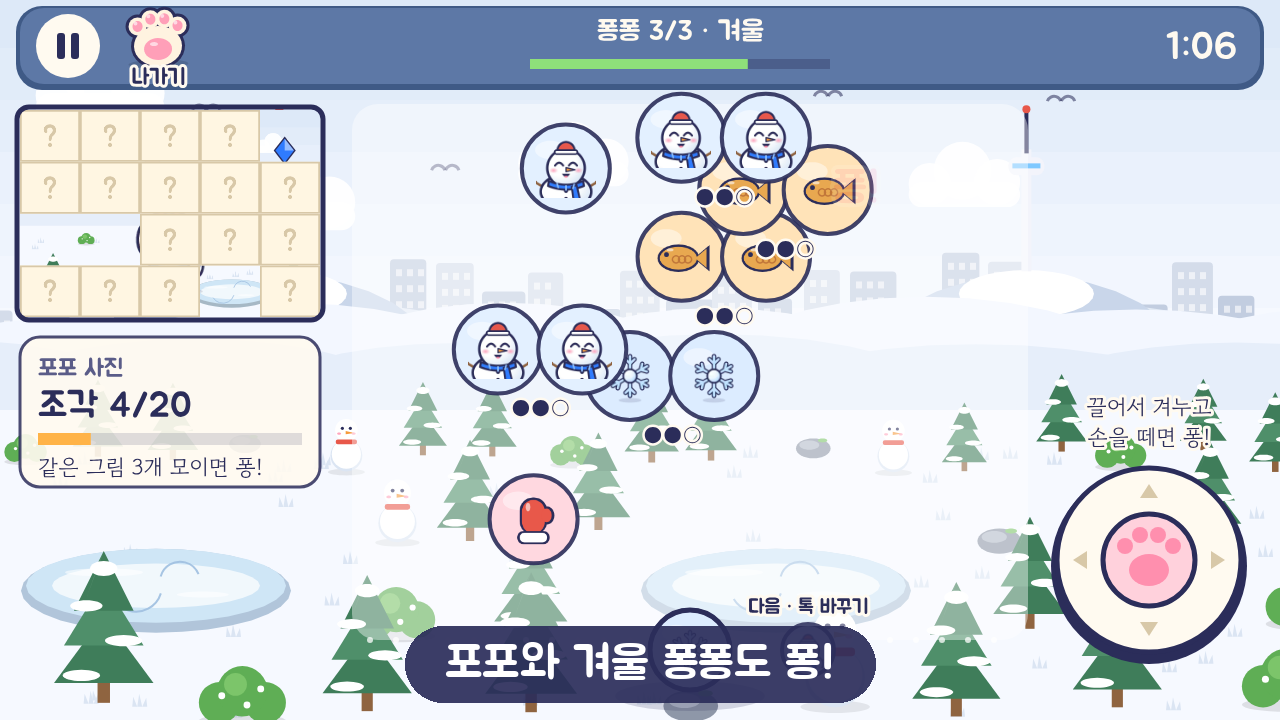 퐁퐁 3/3 · 겨울
1:06
나가기
? ? ? ?
? ? ? ? ?
? ? ?
? ? ? ?
포포 사진
조각 4/20
같은 그림 3개 모이면 퐁!
끌어서 겨누고
손을 떼면 퐁!
다음 · 톡 바꾸기
포포와 겨울 퐁퐁도 퐁!